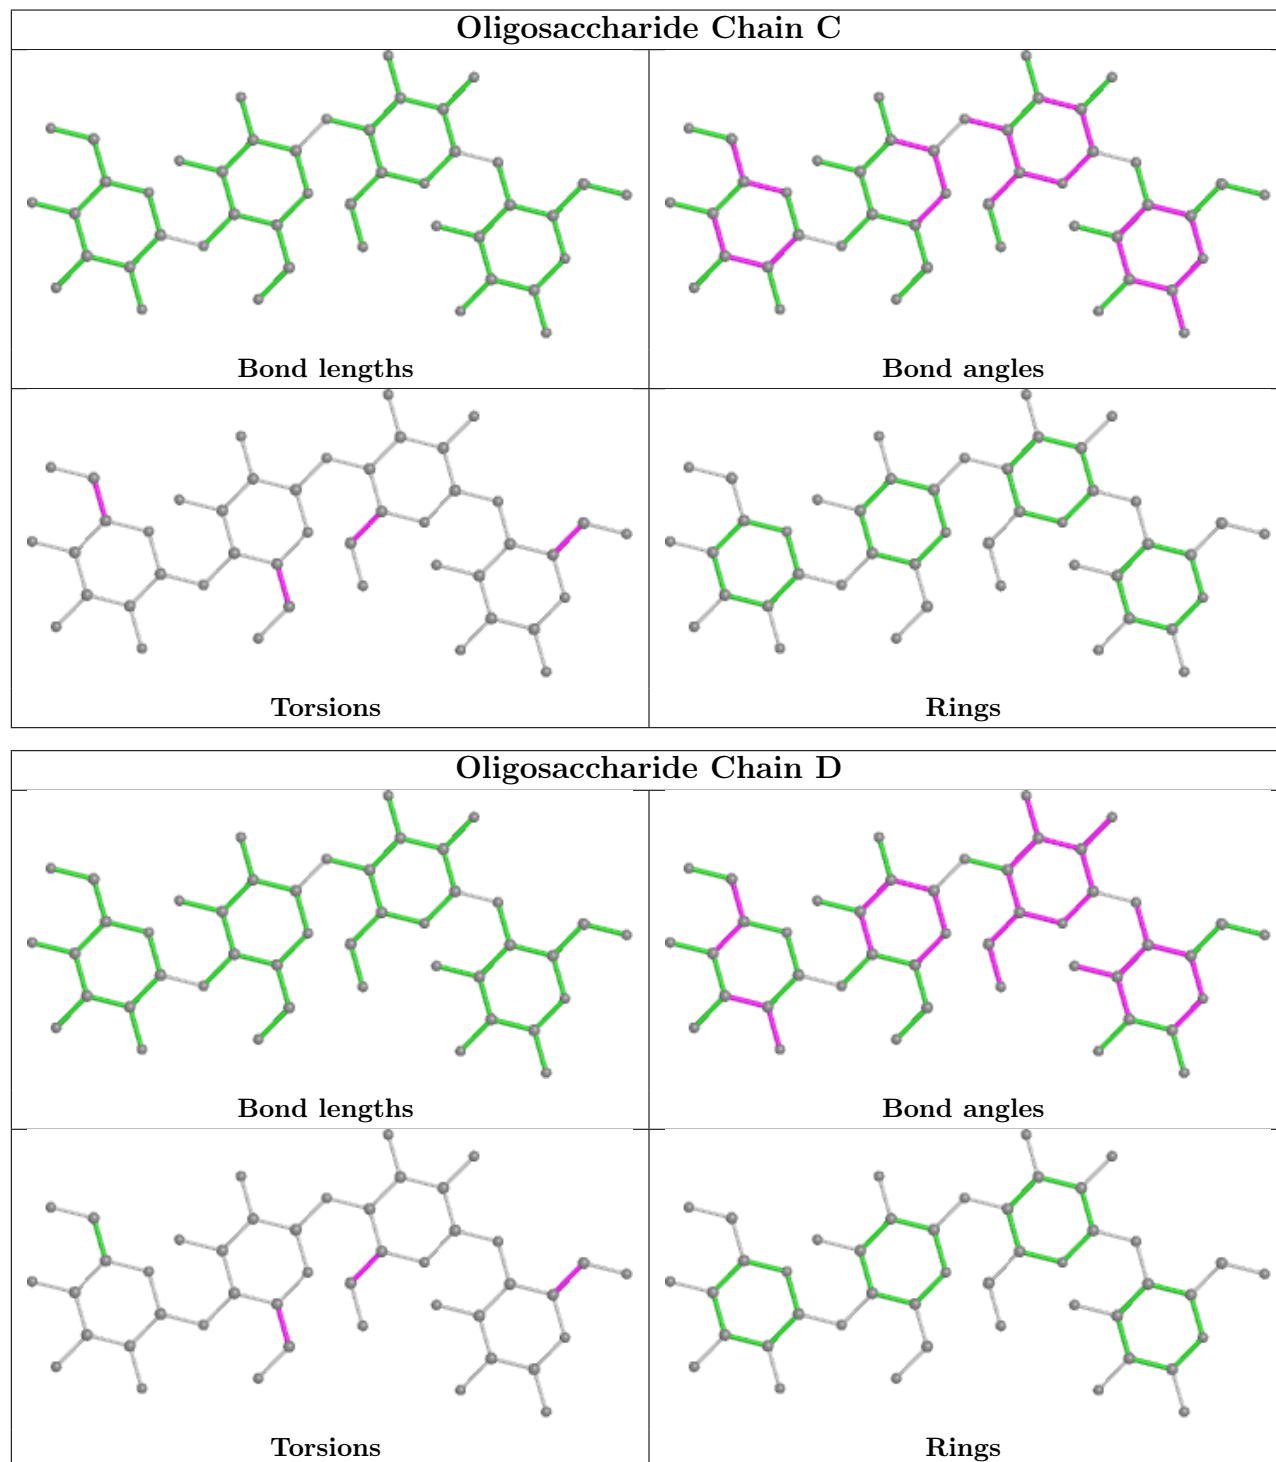 Oligosaccharide Chain C
Bond lengths
Bond angles
Torsions
Rings
Oligosaccharide Chain D
Bond lengths
Bond angles
Torsions
Rings